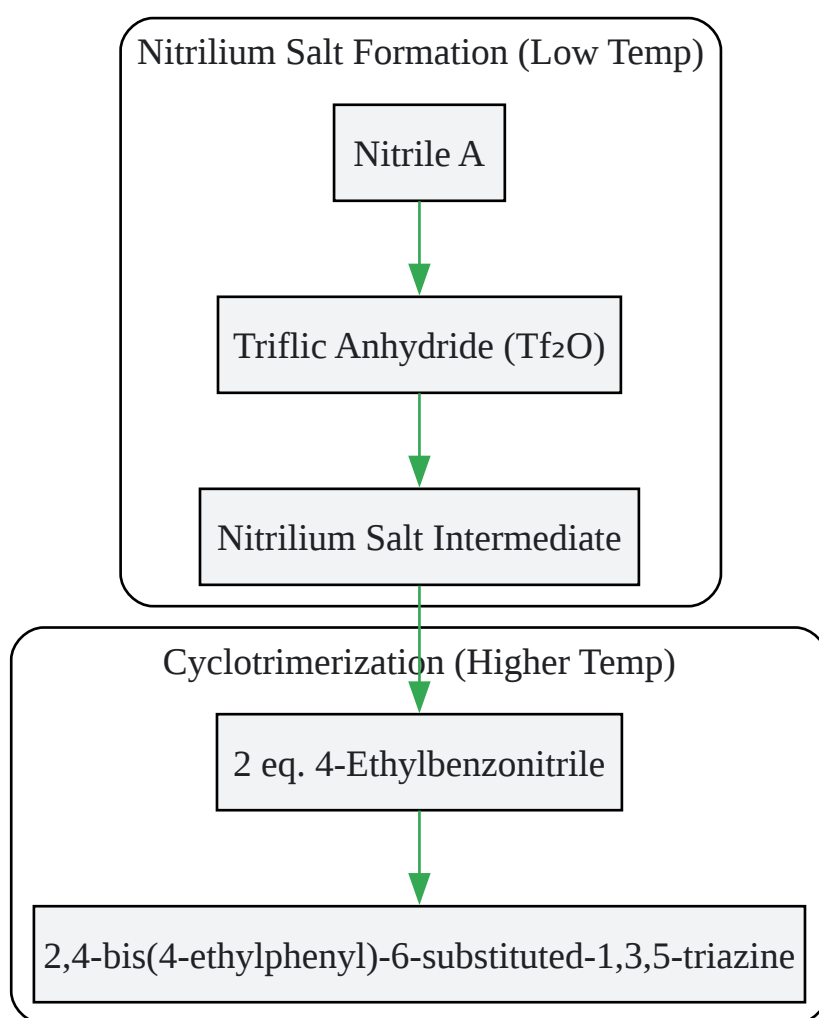 Nitrilium Salt Formation (Low Temp)
Nitrile A
Triflic Anhydride (Tf₂O)
Nitrilium Salt Intermediate
Cyclotrimerization (Higher Temp)
2 eq. 4-Ethylbenzonitrile
2,4-bis(4-ethylphenyl)-6-substituted-1,3,5-triazine